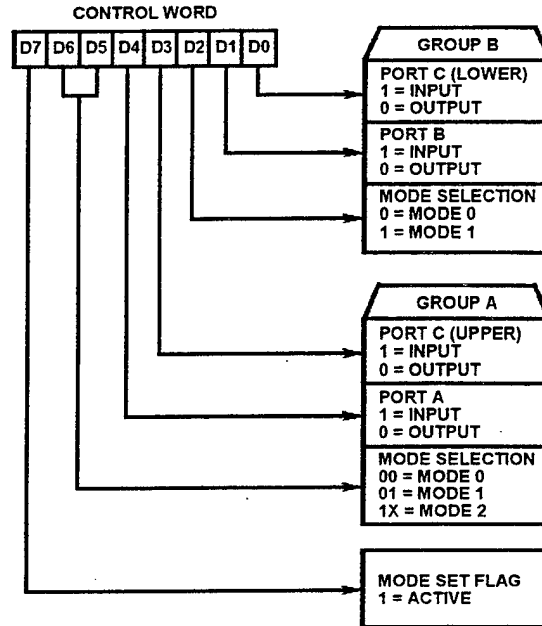 CONTROL WORD
D7 D6 D5 D4 D3 D2 D1 D0
GROUP B
PORT C (LOWER)
1 = INPUT
0 = OUTPUT
PORT B
1 = INPUT
0 = OUTPUT
MODE SELECTION
0 = MODE 0
1 = MODE 1
GROUP A
PORT C (UPPER)
1 = INPUT
0 = OUTPUT
PORT A
1 = INPUT
0 = OUTPUT
MODE SELECTION
00 = MODE 0
01 = MODE 1
1X = MODE 2
MODE SET FLAG
1 = ACTIVE